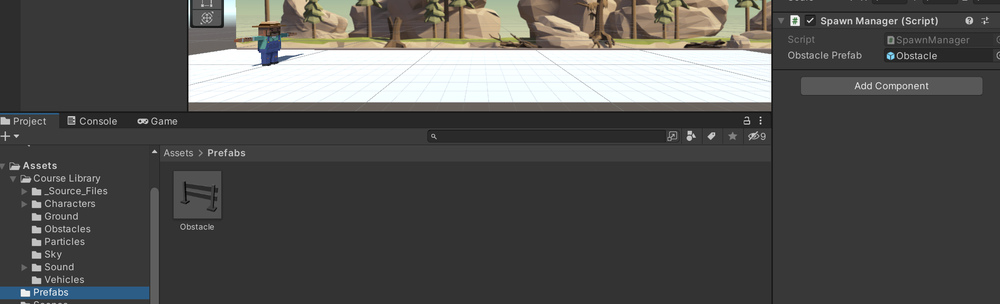 Spawn Manager (Script)
Script
SpawnManager
Obstacle Prefab
Obstacle
Add Component
Project
Console
Game
9
Assets > Prefabs
Assets
Course Library
_Source_Files
Characters
Ground
Obstacles
Particles
Sky
Sound
Vehicles
Prefabs
Obstacle